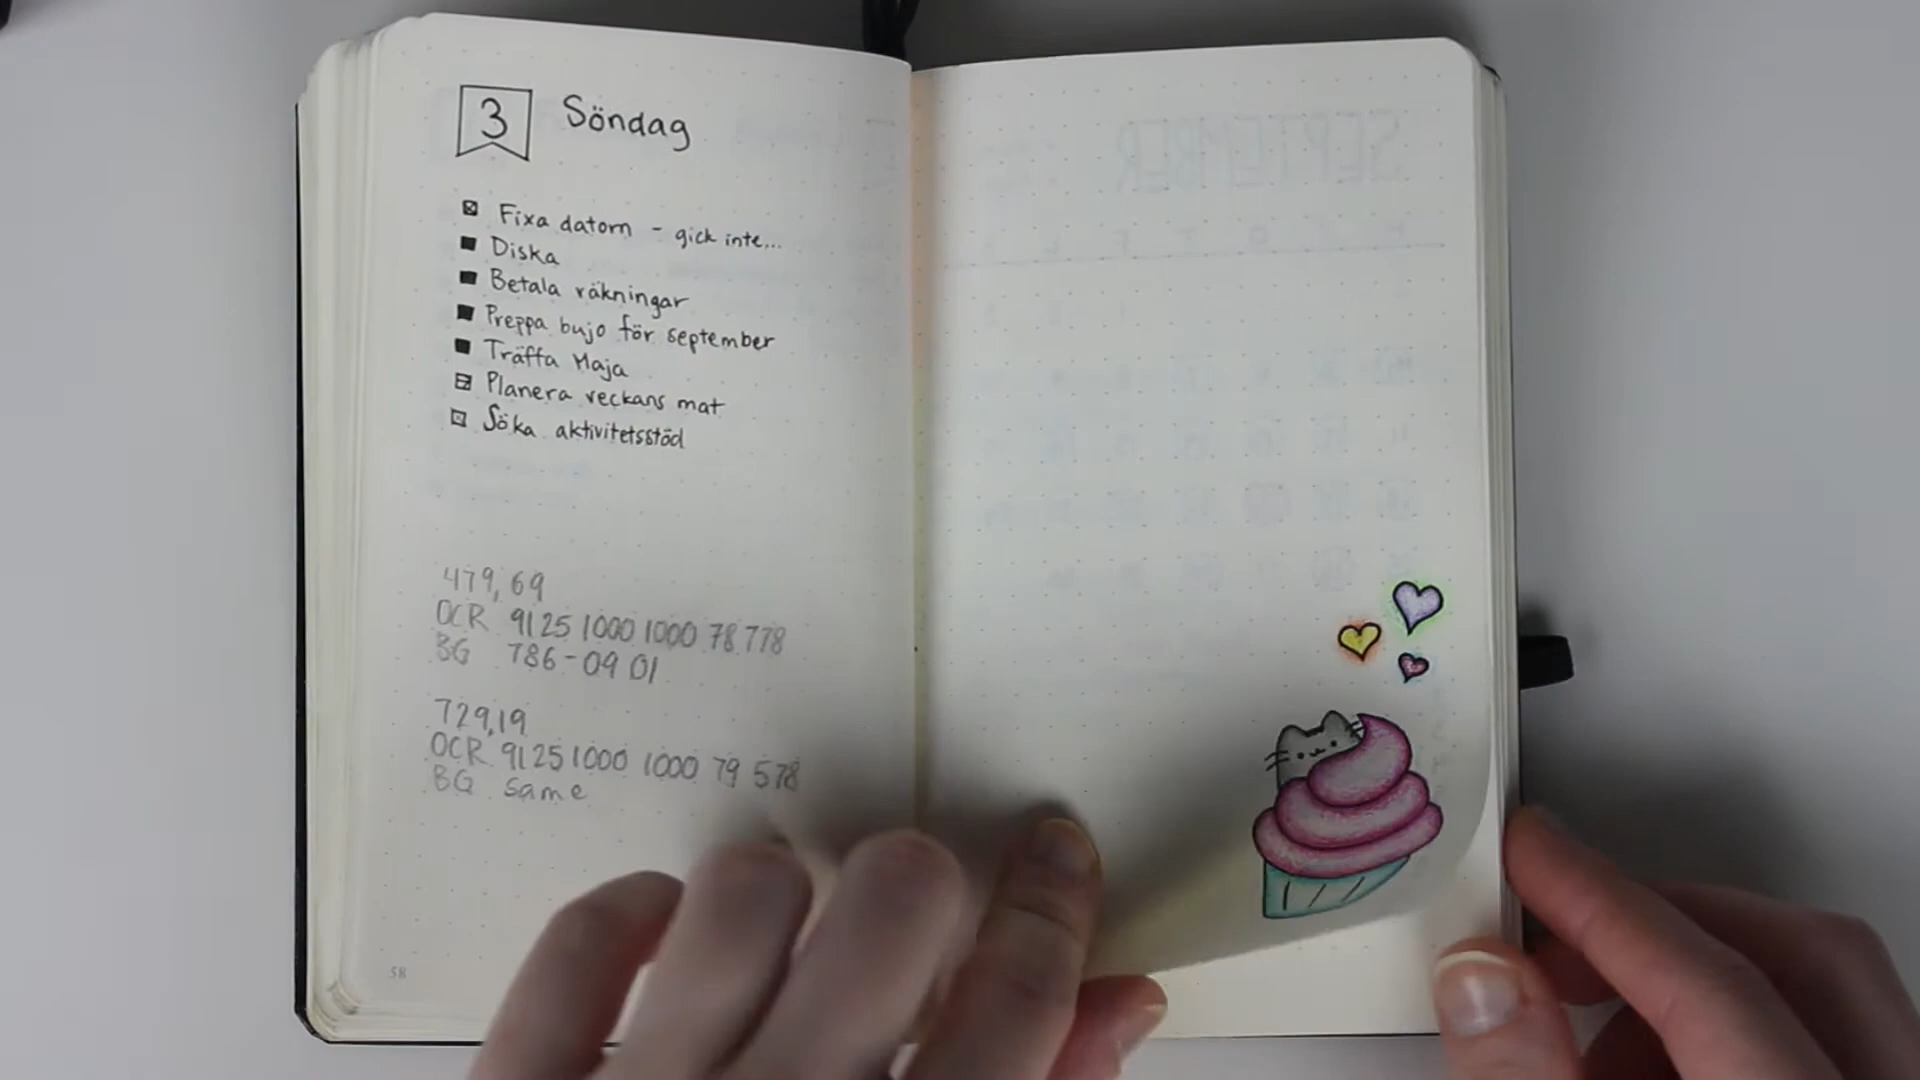 3 Söndag
Fixa datorn - gick inte...
Diska
Betala räkningar
Preppa bujo för september
Träffa Maja
Planera veckans mat
Söka aktivitetsstöd
479,69
OCR 9125 1000 1000 78 778
BG 786-09 01
729,19
OCR 9125 1000 1000 79 578
BG same
58
SEPTEMBER